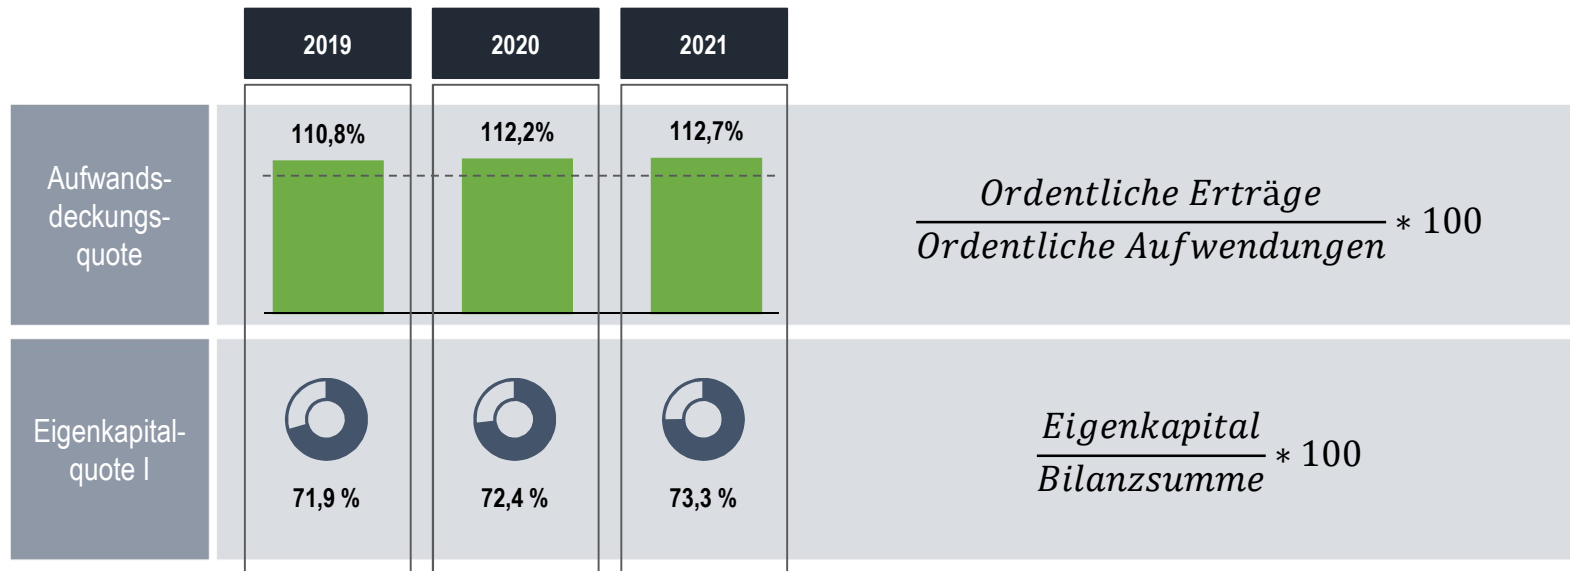 2019
2020
2021
Aufwands-
deckungs-
quote
110,8%
112,2%
112,7%
Ordentliche Erträge
Ordentliche Aufwendungen
* 100
Eigenkapital-
quote I
71,9 %
72,4 %
73,3 %
Eigenkapital
Bilanzsumme
* 100